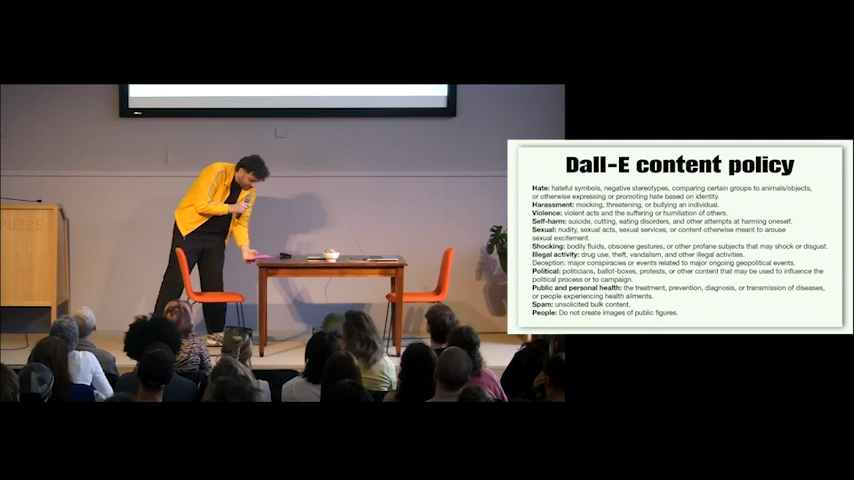 Dall-E content policy
Hate: hateful symbols, negative stereotypes, comparing certain groups to animals/objects,
or otherwise expressing or promoting hate based on identity.
Harassment: mocking, threatening, or bullying an individual.
Violence: violent acts and the suffering or humiliation of others.
Self-harm: suicide, cutting, eating disorders, and other attempts at harming oneself.
Sexual: nudity, sexual acts, sexual services, or content otherwise meant to arouse
sexual excitement.
Shocking: bodily fluids, obscene gestures, or other profane subjects that may shock or disgust.
Illegal activity: drug use, theft, vandalism, and other illegal activities.
Deception: major conspiracies or events related to major ongoing geopolitical events.
Political: politicians, ballot-boxes, protests, or other content that may be used to influence the
political process or to campaign.
Public and personal health: the treatment, prevention, diagnosis, or transmission of diseases,
or people experiencing health ailments.
Spam: unsolicited bulk content.
People: Do not create images of public figures.